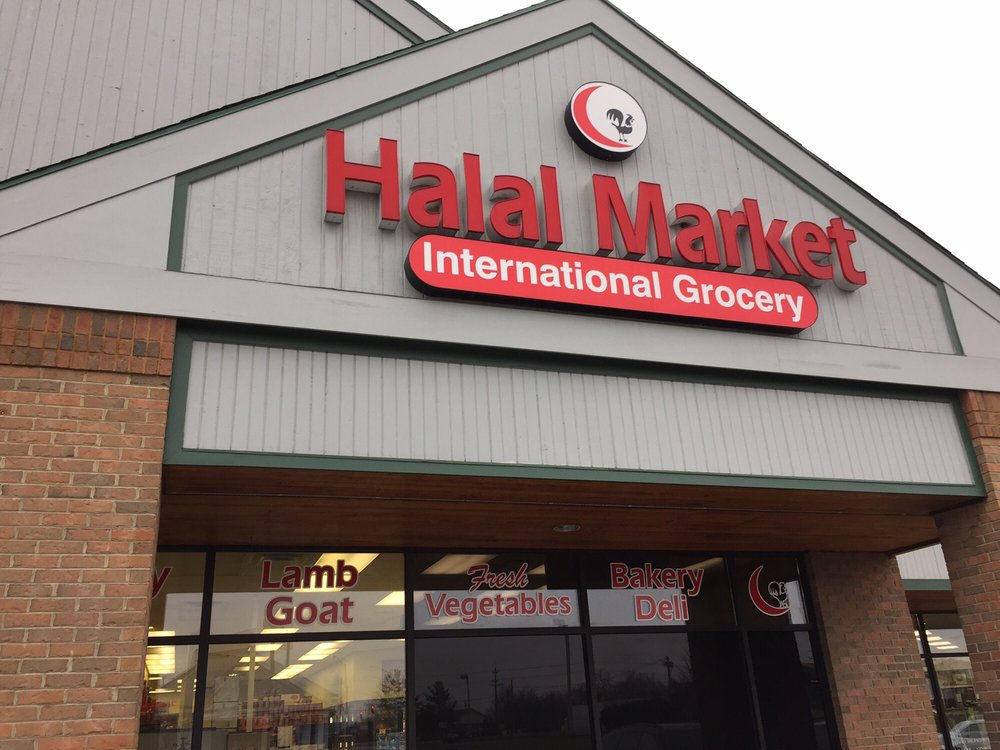 Halal Market
International Grocery
Lamb
Goat
Fresh
Vegetables
Bakery
Deli